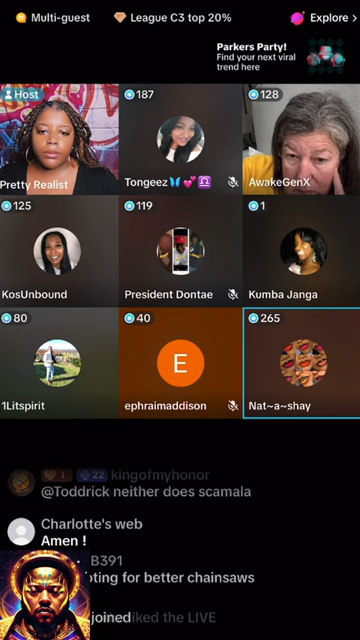 Multi-guest
League C3 top 20%
Explore >
Parkers Party!
Find your next viral
trend here
Host
187
128
Pretty Realist
Tongeez🦋💕♎
AwakeGenX
125
119
1
KosUnbound
President Dontae
Kumba Janga
80
40
265
E
1Litspirit
ephraimaddison
Nat~a~shay
1 22 kingofmyhonor
@Toddrick neither does scamala
Charlotte's web
Amen !
B391
ting for better chainsaws
joined liked the LIVE